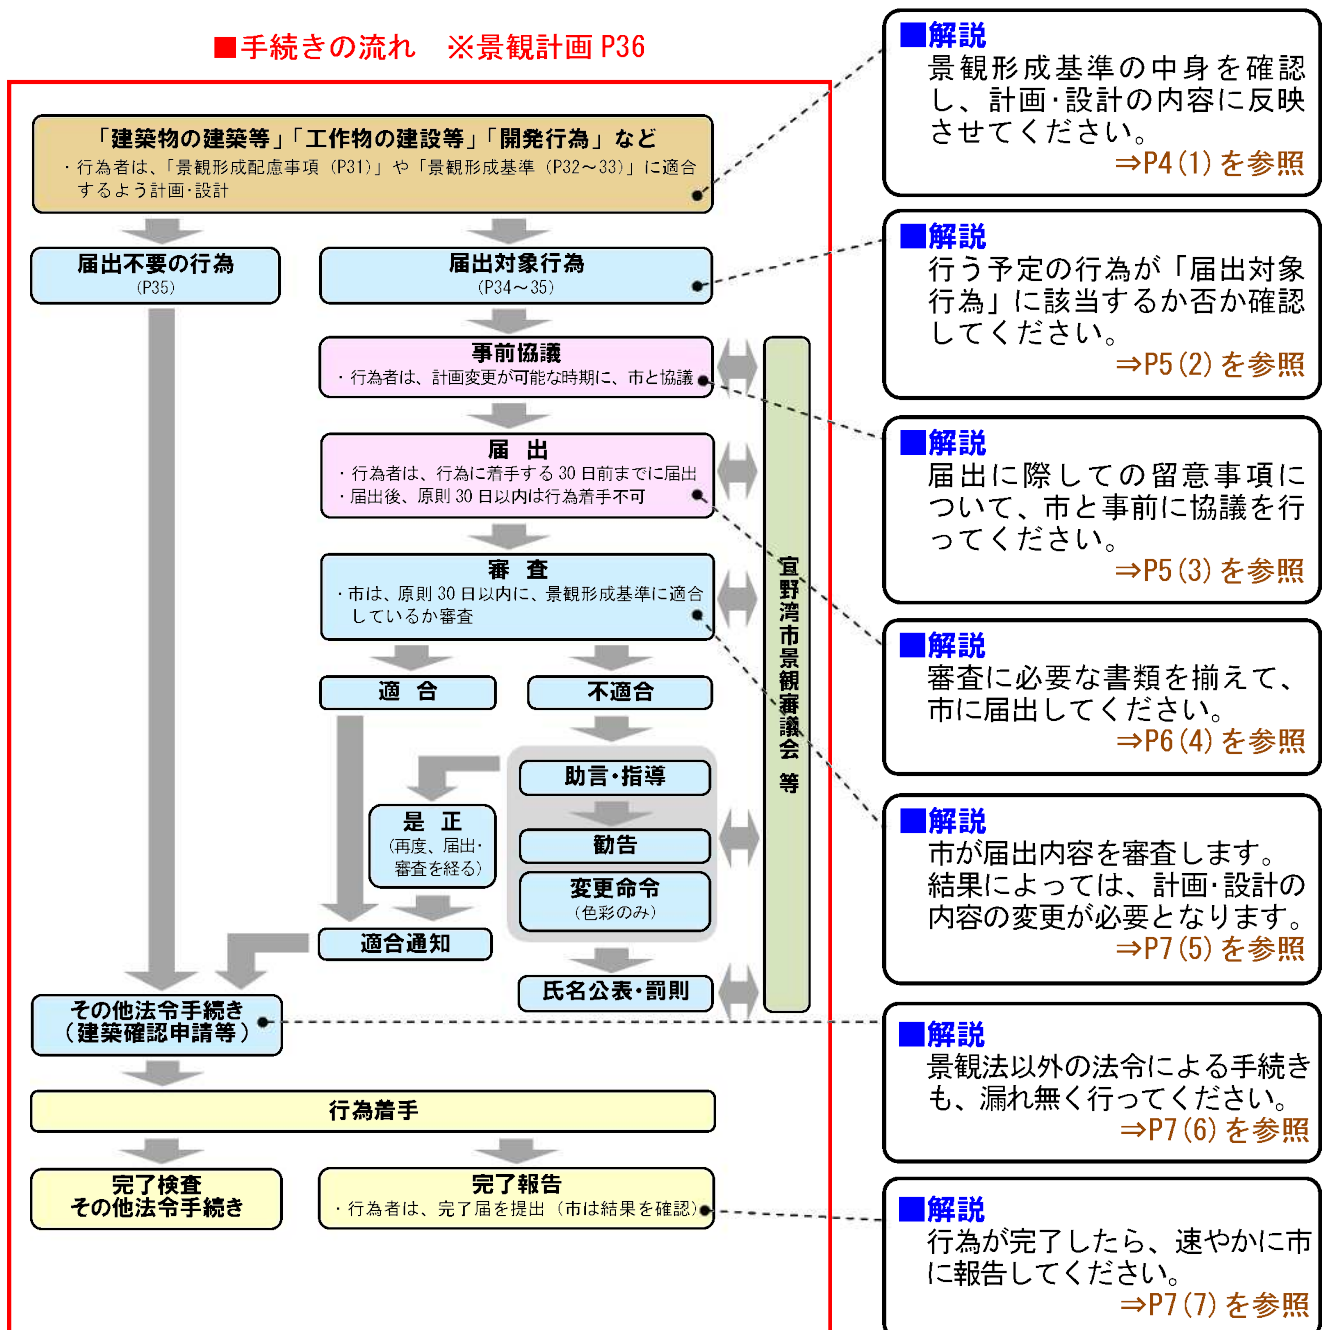 ■手続きの流れ　※景観計画 P36
「建築物の建築等」「工作物の建設等」「開発行為」など
・行為者は、「景観形成配慮事項（P31）」や「景観形成基準（P32～33）」に適合
するよう計画・設計
届出不要の行為
(P35)
届出対象行為
(P34～35)
事前協議
・行為者は、計画変更が可能な時期に、市と協議
届 出
・行為者は、行為に着手する 30 日前までに届出
・届出後、原則 30 日以内は行為着手不可
審 査
・市は、原則 30 日以内に、景観形成基準に適合
しているか審査
適 合
不適合
助言・指導
是 正
(再度、届出・
審査を経る)
勧告
変更命令
(色彩のみ)
適合通知
氏名公表・罰則
宜野湾市景観審議会 等
その他法令手続き
（建築確認申請等）
行為着手
完了検査
その他法令手続き
完了報告
・行為者は、完了届を提出（市は結果を確認）
■解説
景観形成基準の中身を確認
し、計画・設計の内容に反映
させてください。
⇒P4(1)を参照
■解説
行う予定の行為が「届出対象
行為」に該当するか否か確認
してください。
⇒P5(2)を参照
■解説
届出に際しての留意事項に
ついて、市と事前に協議を行
ってください。
⇒P5(3)を参照
■解説
審査に必要な書類を揃えて、
市に届出してください。
⇒P6(4)を参照
■解説
市が届出内容を審査します。
結果によっては、計画・設計の
内容の変更が必要となります。
⇒P7(5)を参照
■解説
景観法以外の法令による手続き
も、漏れ無く行ってください。
⇒P7(6)を参照
■解説
行為が完了したら、速やかに市
に報告してください。
⇒P7(7)を参照